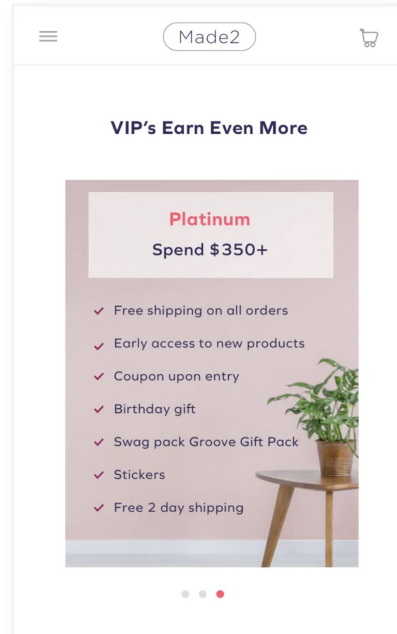 Made2
VIP's Earn Even More
Platinum
Spend $350+
Free shipping on all orders
Early access to new products
Coupon upon entry
Birthday gift
Swag pack Groove Gift Pack
Stickers
Free 2 day shipping